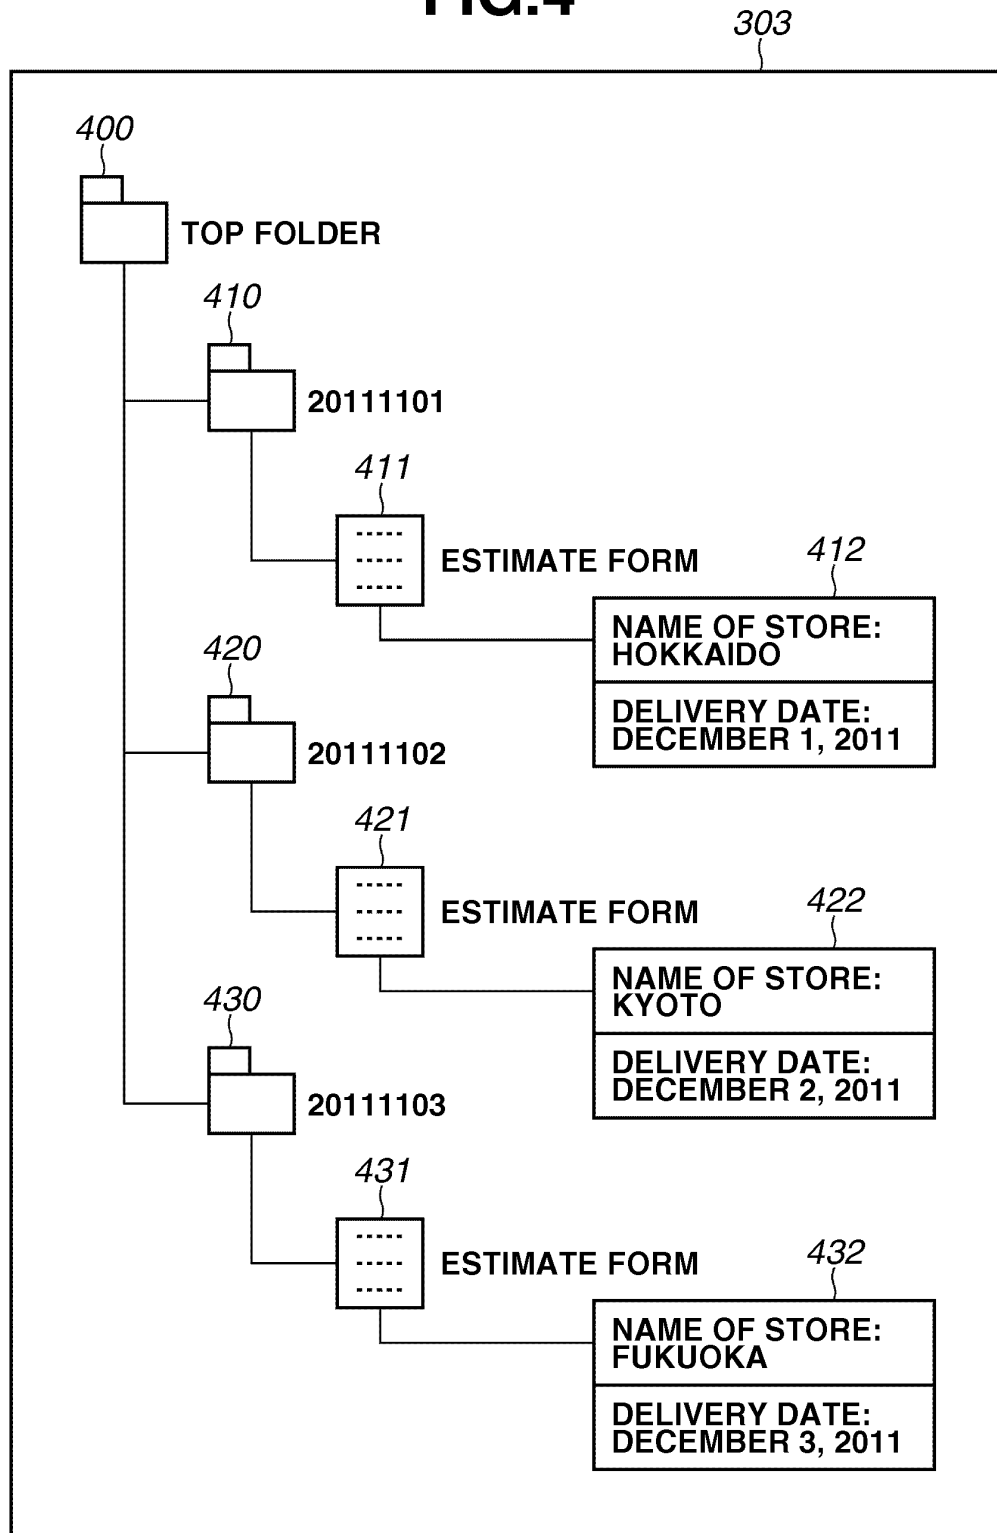 FIG.4
303
400
TOP FOLDER
410
20111101
411
ESTIMATE FORM
412
NAME OF STORE:
HOKKAIDO
DELIVERY DATE:
DECEMBER 1, 2011
420
20111102
421
ESTIMATE FORM
422
NAME OF STORE:
KYOTO
DELIVERY DATE:
DECEMBER 2, 2011
430
20111103
431
ESTIMATE FORM
432
NAME OF STORE:
FUKUOKA
DELIVERY DATE:
DECEMBER 3, 2011